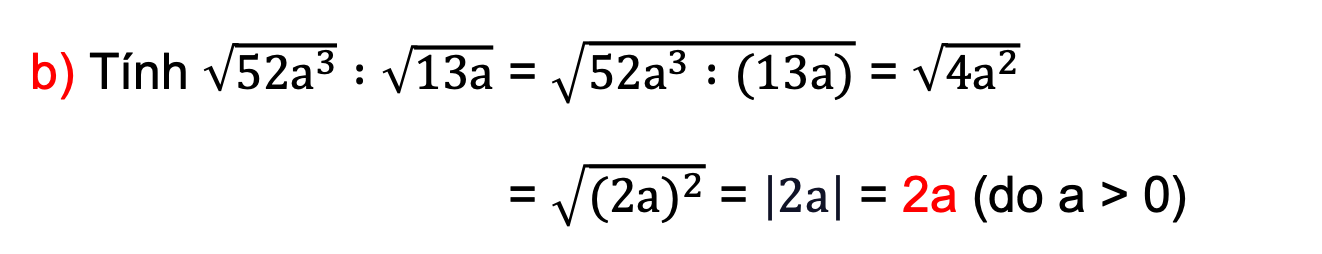 b) Tính √52a³ : √13a = √52a³ : (13a) = √4a²
= √(2a)² = |2a| = 2a (do a > 0)